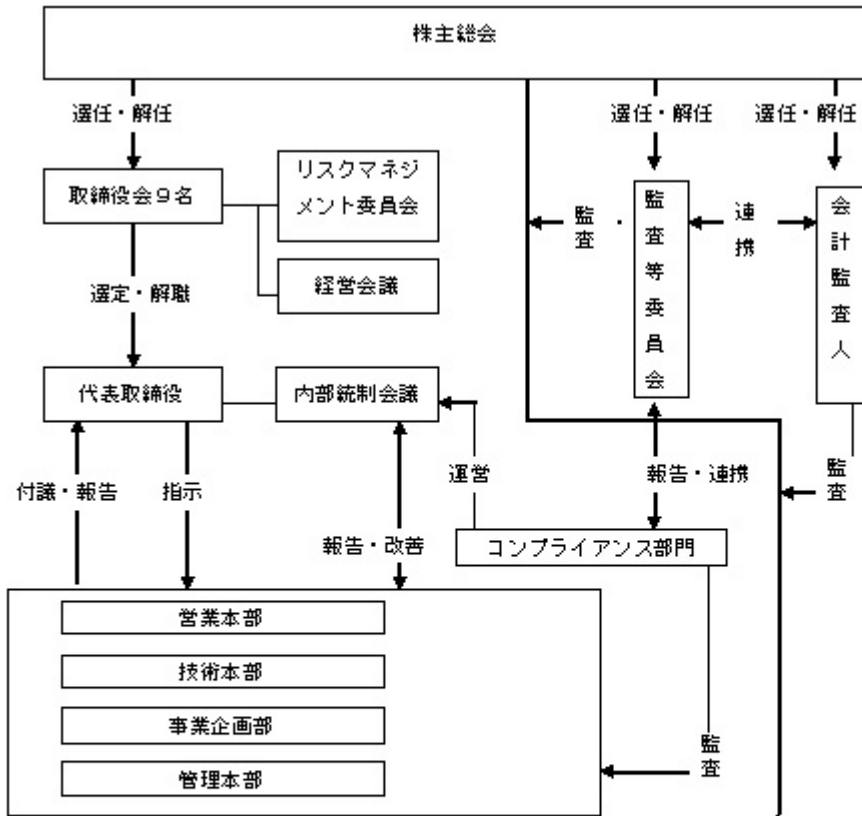 株主総会
選任・解任
選任・解任
選任・解任
取締役会９名
リスクマネジ
メント委員会
経営会議
監査
・
監査等委員会
連携
会計監査人
選定・解職
代表取締役
内部統制会議
付議・報告
指示
運営
報告・連携
監査
報告・改善
コンプライアンス部門
営業本部
技術本部
事業企画部
管理本部
監査